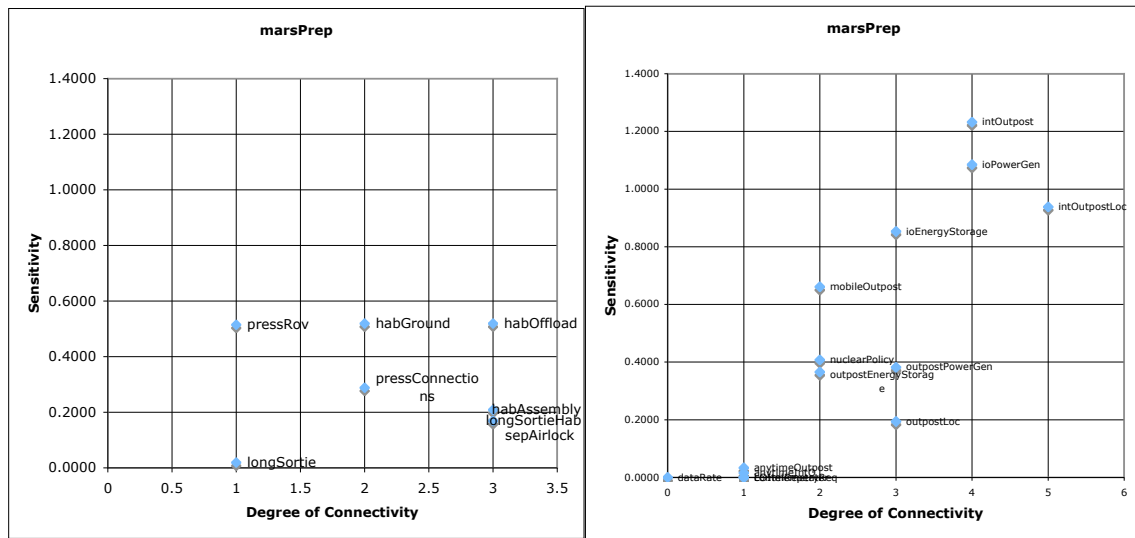 marsPrep
1.4000
1.2000
1.0000
0.8000
0.6000
0.4000
0.2000
0.0000
Sensitivity
pressRov
habGround
habOffload
pressConnectio
ns
habAssembly
longSortieHab
sepAirlock
longSortie
0
0.5
1
1.5
2
2.5
3
3.5
Degree of Connectivity
marsPrep
1.4000
1.2000
1.0000
0.8000
0.6000
0.4000
0.2000
0.0000
Sensitivity
intOutpost
ioPowerGen
intOutpostLoc
ioEnergyStorage
mobileOutpost
nuclearPolicy
outpostPowerGen
outpostEnergyStorag
e
outpostLoc
anytimeOutpost
dataRate
0
1
2
3
4
5
6
Degree of Connectivity